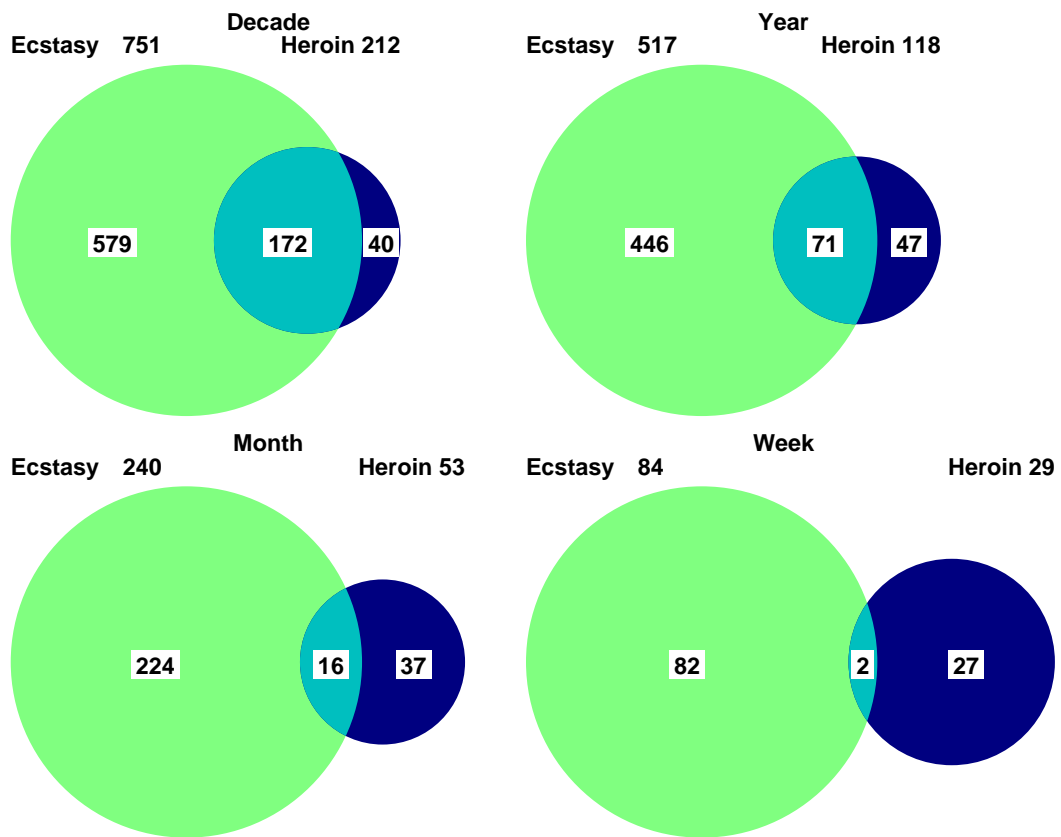 Decade
Ecstasy 751 Heroin 212
579 172 40
Year
Ecstasy 517 Heroin 118
446 71 47
Month
Ecstasy 240 Heroin 53
224 16 37
Week
Ecstasy 84 Heroin 29
82 2 27